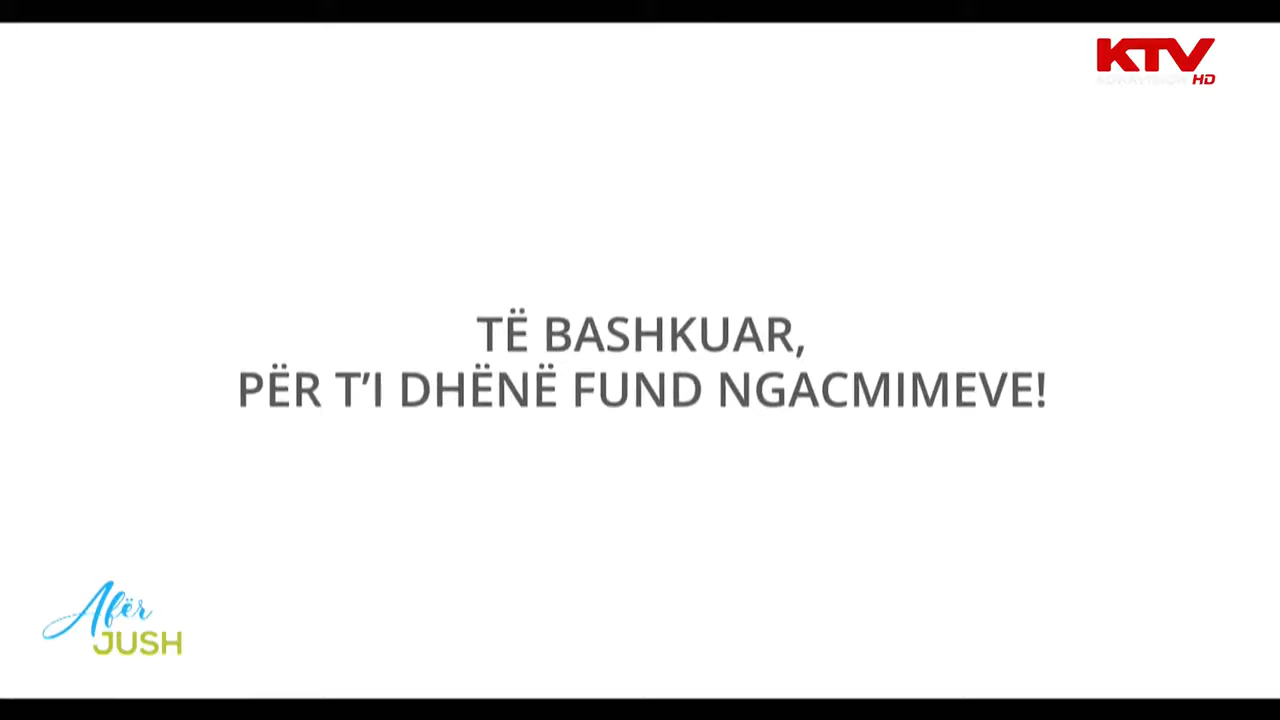 KTV
HD
TË BASHKUAR,
PËR T’I DHËNË FUND NGACMIMEVE!
Afër
JUSH